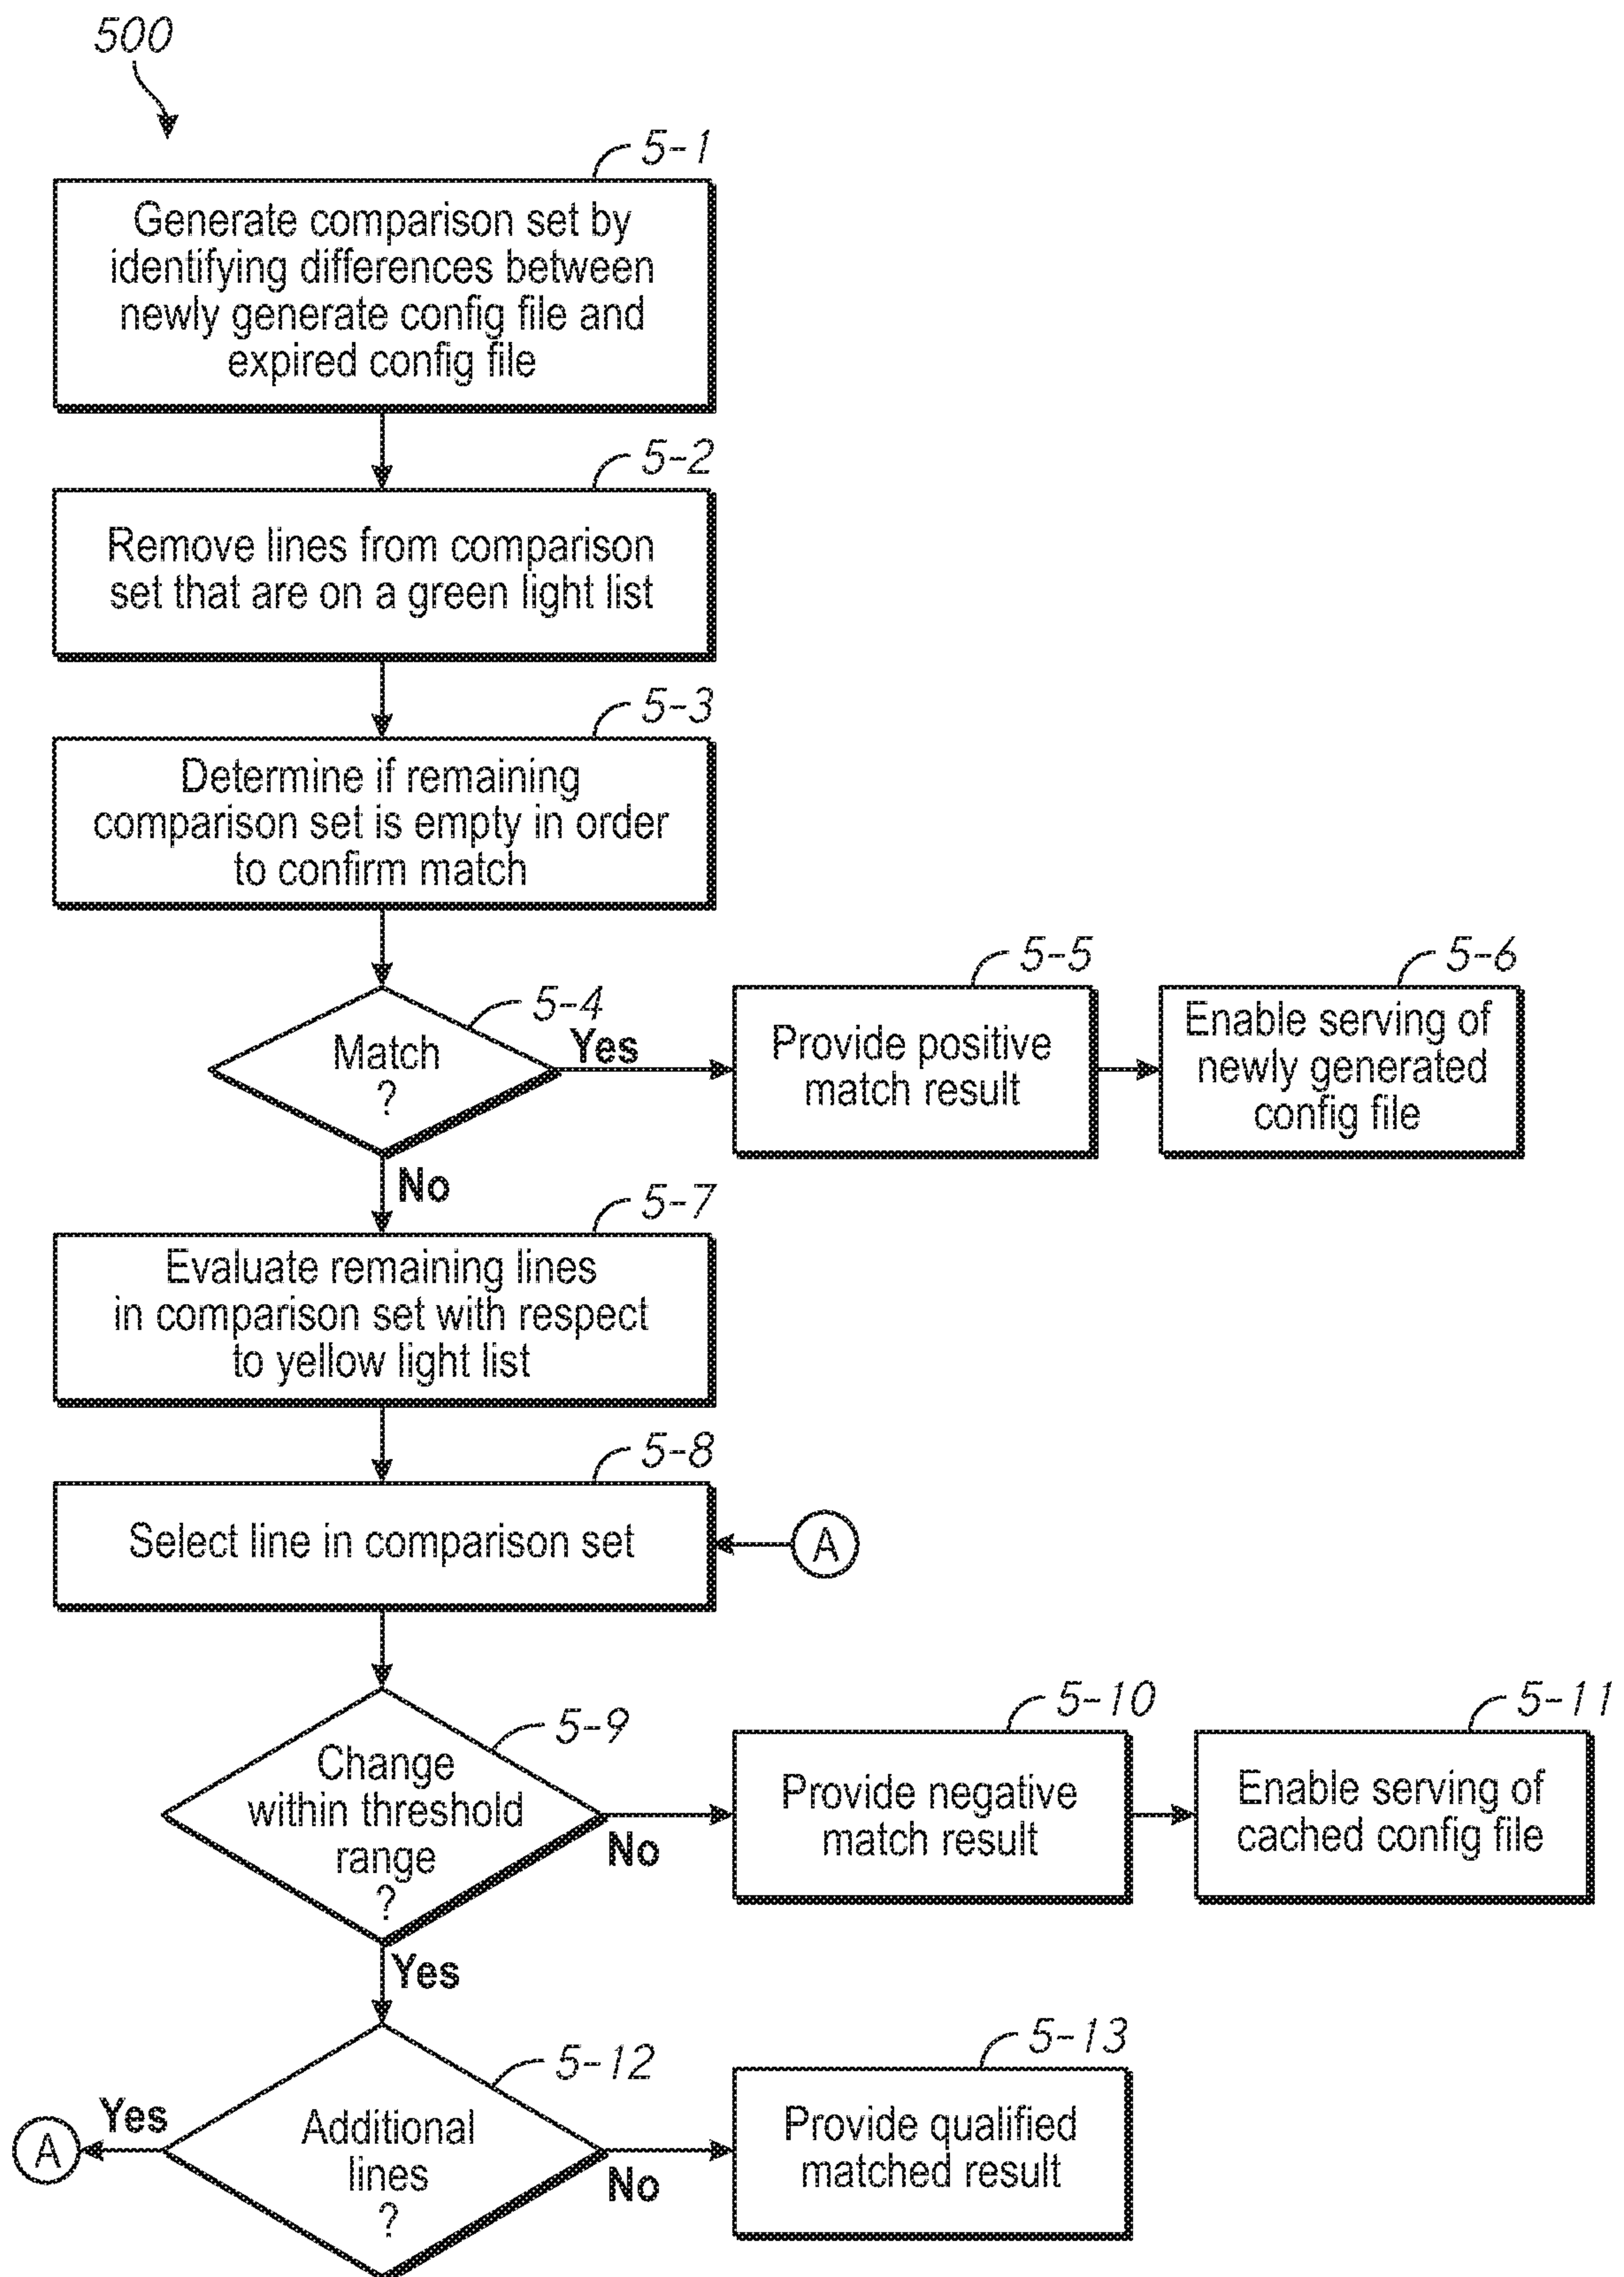 500
5-1
Generate comparison set by
identifying differences between
newly generate config file and
expired config file
5-2
Remove lines from comparison
set that are on a green light list
5-3
Determine if remaining
comparison set is empty in order
to confirm match
5-4
Match
?
Yes
5-5
Provide positive
match result
5-6
Enable serving of
newly generated
config file
No
5-7
Evaluate remaining lines
in comparison set with respect
to yellow light list
5-8
Select line in comparison set
A
5-9
Change
within threshold
range
?
No
5-10
Provide negative
match result
5-11
Enable serving of
cached config file
Yes
5-12
Additional
lines
?
Yes
A
No
5-13
Provide qualified
matched result